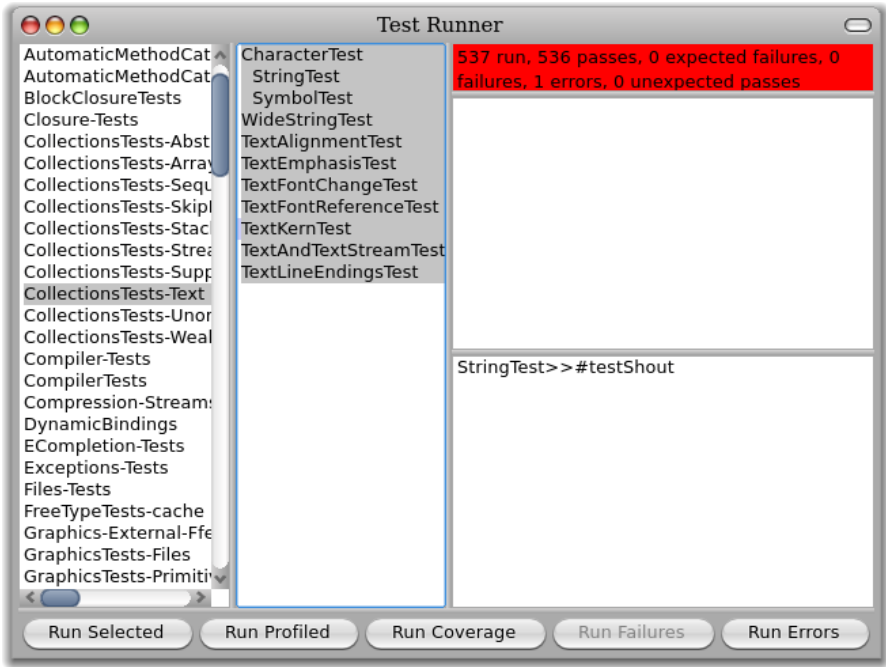 Test Runner
AutomaticMethodCat
AutomaticMethodCat
BlockClosureTests
Closure-Tests
CollectionsTests-Abst
CollectionsTests-Array
CollectionsTests-Sequ
CollectionsTests-Skipl
CollectionsTests-Stac
CollectionsTests-Strea
CollectionsTests-Supp
CollectionsTests-Text
CollectionsTests-Unor
CollectionsTests-Weal
Compiler-Tests
CompilerTests
Compression-Streams
DynamicBindings
ECompletion-Tests
Exceptions-Tests
Files-Tests
FreeTypeTests-cache
Graphics-External-Ffe
GraphicsTests-Files
GraphicsTests-Primiti
CharacterTest
StringTest
SymbolTest
WideStringTest
TextAlignmentTest
TextEmphasisTest
TextFontChangeTest
TextFontReferenceTest
TextKernTest
TextAndTextStreamTest
TextLineEndingsTest
537 run, 536 passes, 0 expected failures, 0
failures, 1 errors, 0 unexpected passes
StringTest>>#testShout
Run Selected
Run Profiled
Run Coverage
Run Failures
Run Errors